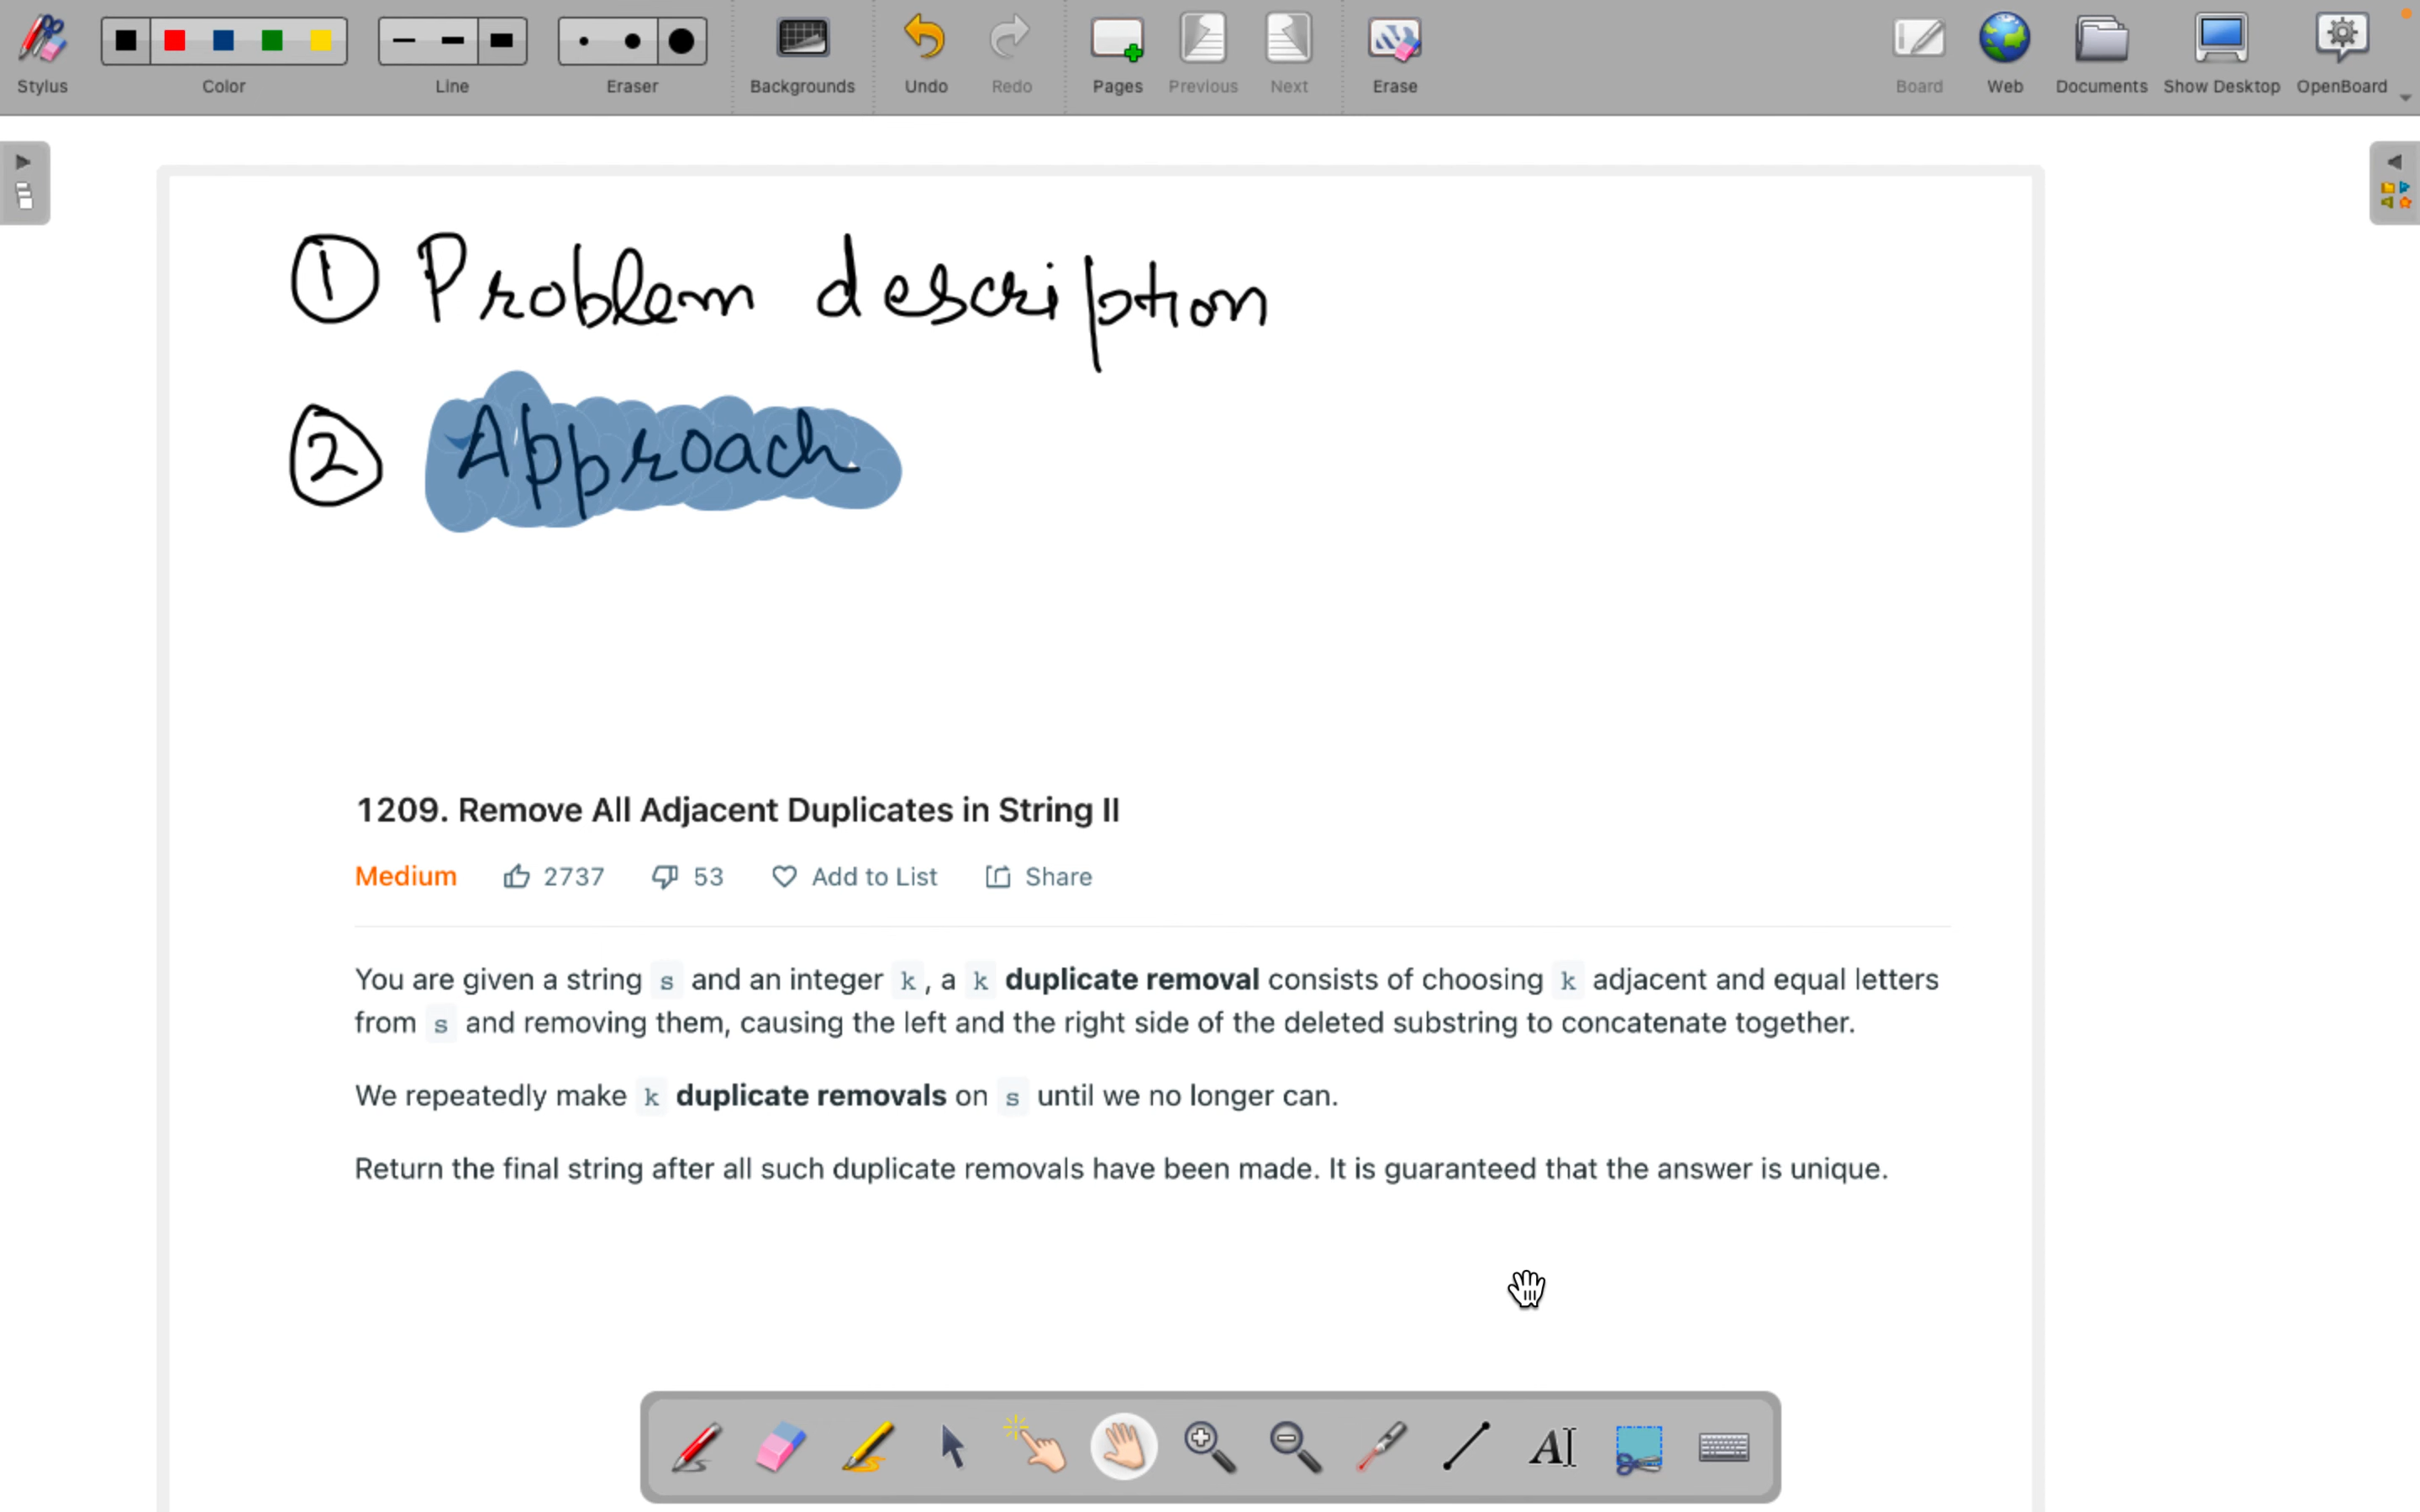 Stylus
Color
Line
Eraser
Backgrounds
Undo
Redo
Pages
Previous
Next
Erase
Board
Web
Documents
Show Desktop
OpenBoard
1 Problem description
2 Approach
1209. Remove All Adjacent Duplicates in String II
Medium 2737 53 Add to List Share
You are given a string s and an integer k, a k duplicate removal consists of choosing k adjacent and equal letters
from s and removing them, causing the left and the right side of the deleted substring to concatenate together.
We repeatedly make k duplicate removals on s until we no longer can.
Return the final string after all such duplicate removals have been made. It is guaranteed that the answer is unique.
AI